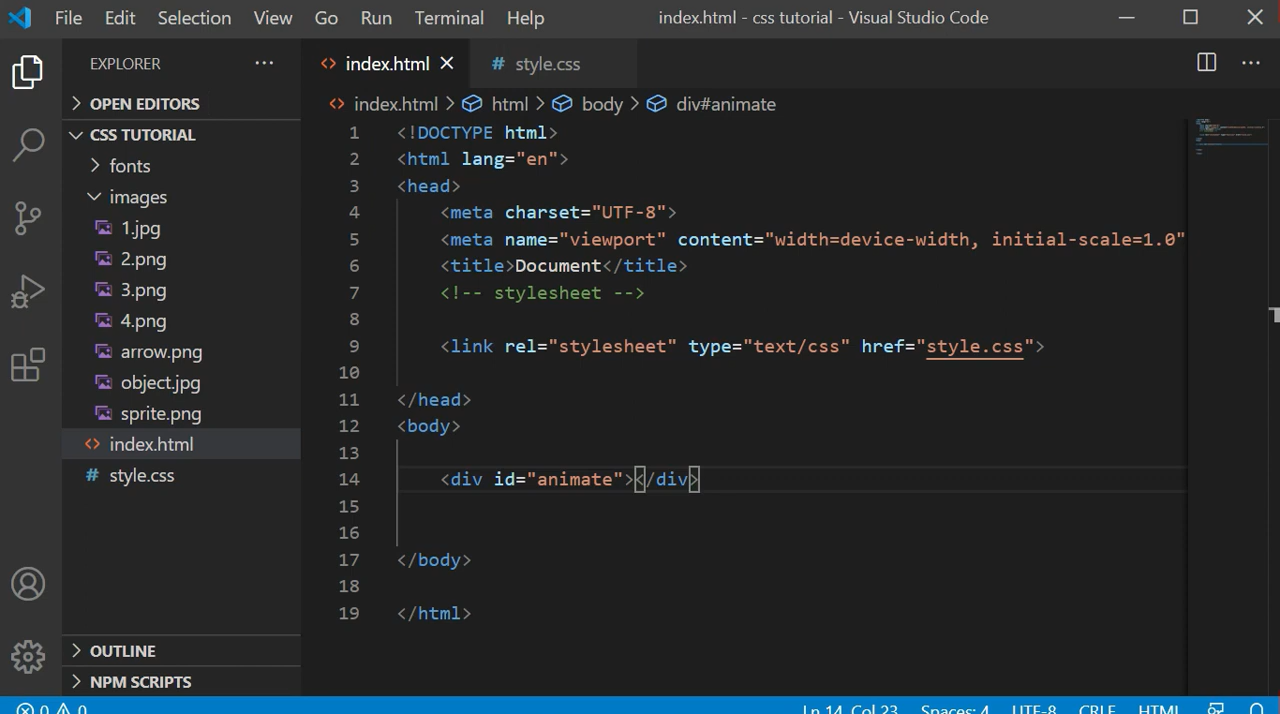 File Edit Selection View Go Run Terminal Help index.html - css tutorial - Visual Studio Code
EXPLORER
OPEN EDITORS
CSS TUTORIAL
fonts
images
1.jpg
2.png
3.png
4.png
arrow.png
object.jpg
sprite.png
index.html
style.css
OUTLINE
NPM SCRIPTS
index.html # style.css
index.html > html > body > div#animate
1 <!DOCTYPE html>
2 <html lang="en">
3 <head>
4 <meta charset="UTF-8">
5 <meta name="viewport" content="width=device-width, initial-scale=1.0"
6 <title>Document</title>
7 <!-- stylesheet -->
8
9 <link rel="stylesheet" type="text/css" href="style.css">
10
11 </head>
12 <body>
13
14 <div id="animate"></div>
15
16
17 </body>
18
19 </html>
0 0 Ln 14, Col 23 Spaces: 4 UTF-8 CRLF HTML